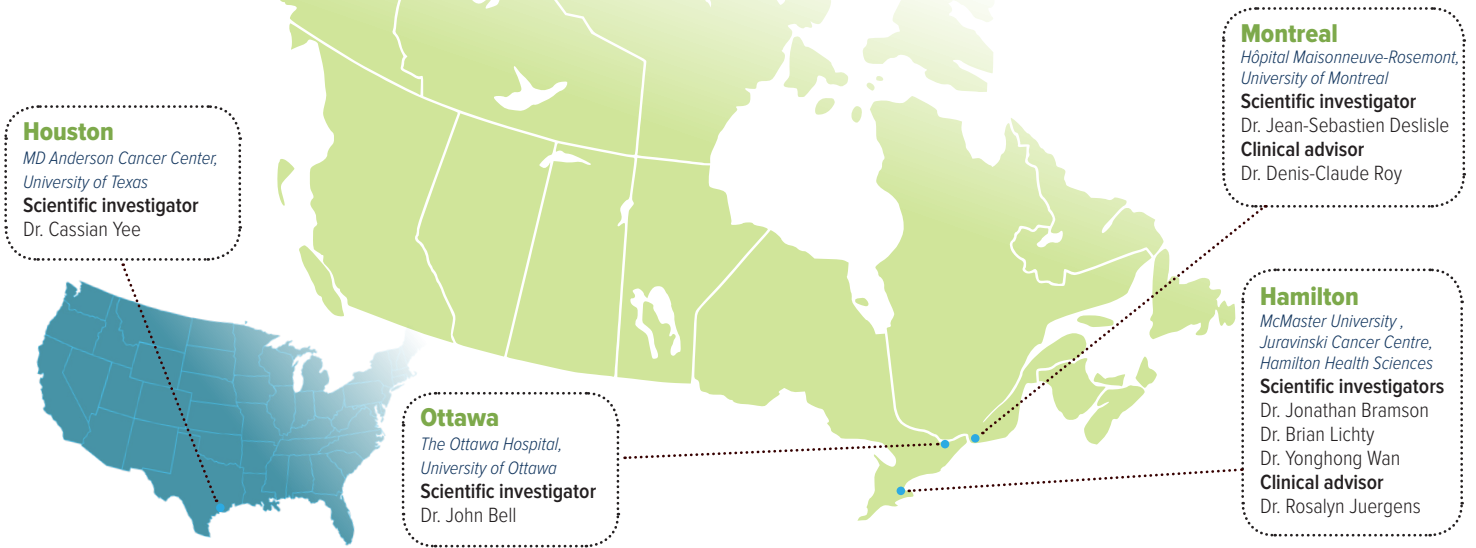 Houston
MD Anderson Cancer Center,
University of Texas
Scientific investigator
Dr. Cassian Yee
Ottawa
The Ottawa Hospital,
University of Ottawa
Scientific investigator
Dr. John Bell
Montreal
Hôpital Maisonneuve-Rosemont,
University of Montreal
Scientific investigator
Dr. Jean-Sebastien Deslisle
Clinical advisor
Dr. Denis-Claude Roy
Hamilton
McMaster University ,
Juravinski Cancer Centre,
Hamilton Health Sciences
Scientific investigators
Dr. Jonathan Bramson
Dr. Brian Lichty
Dr. Yonghong Wan
Clinical advisor
Dr. Rosalyn Juergens